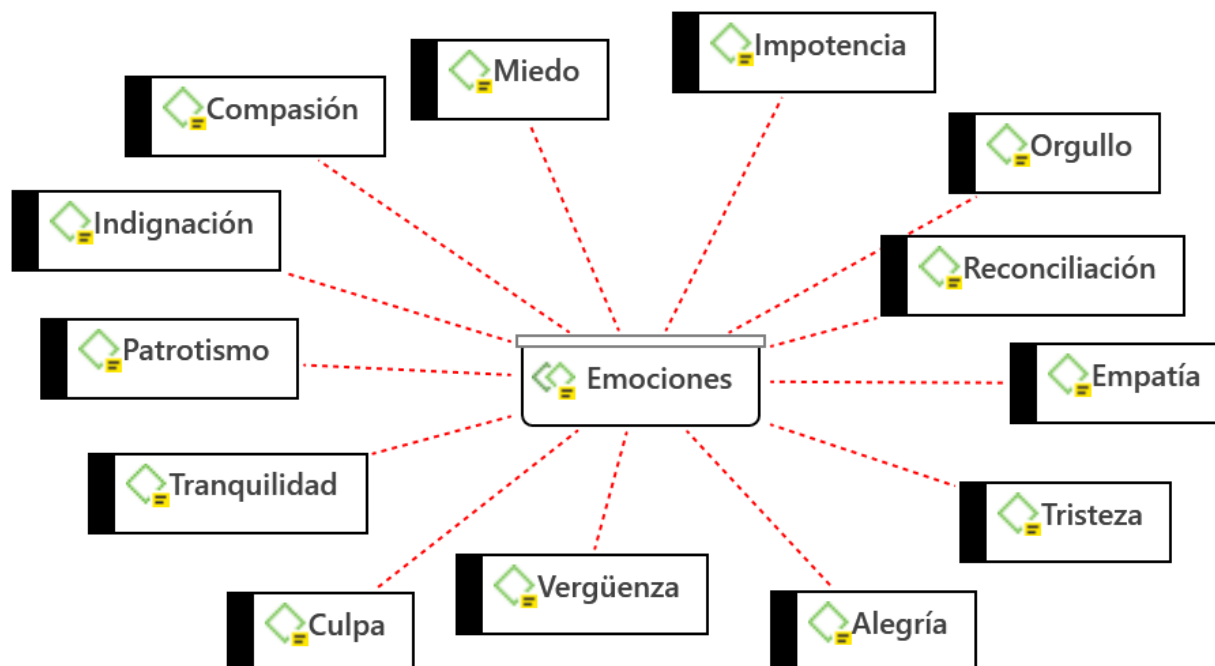 Impotencia
Miedo
Compasión
Orgullo
Indignación
Reconciliación
Patrotismo
Emociones
Empatía
Tranquilidad
Tristeza
Vergüenza
Culpa
Alegría